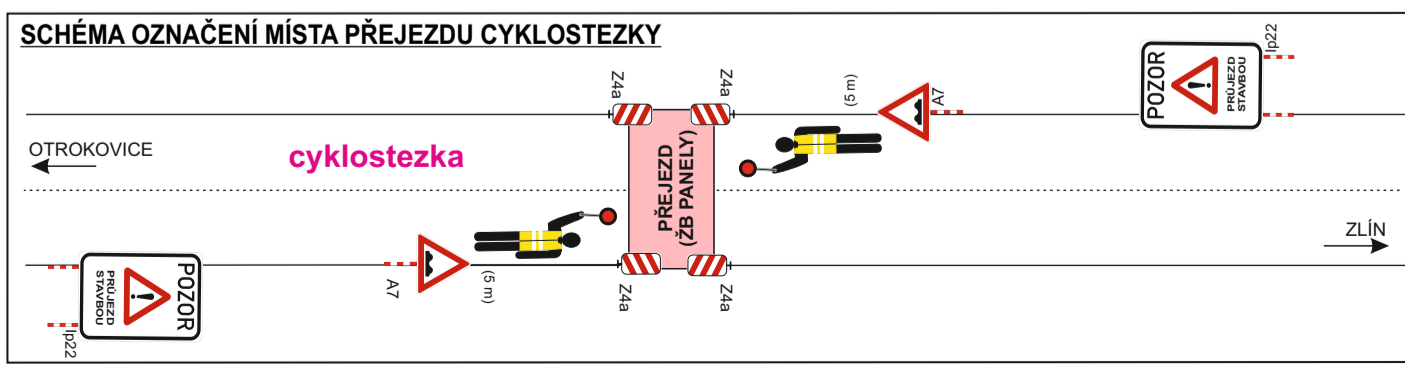 SCHÉMA OZNAČENÍ MÍSTA PŘEJEZDU CYKLOSTEZKY
Ip22
POZOR
PRŮJEZD
STAVBOU
A7
(5 m)
Z4a
Z4a
OTROKOVICE
cyklostezka
PŘEJEZD
(ŽB PANELY)
ZLÍN
Z4a
Z4a
(5 m)
A7
POZOR
PRŮJEZD
STAVBOU
Ip22